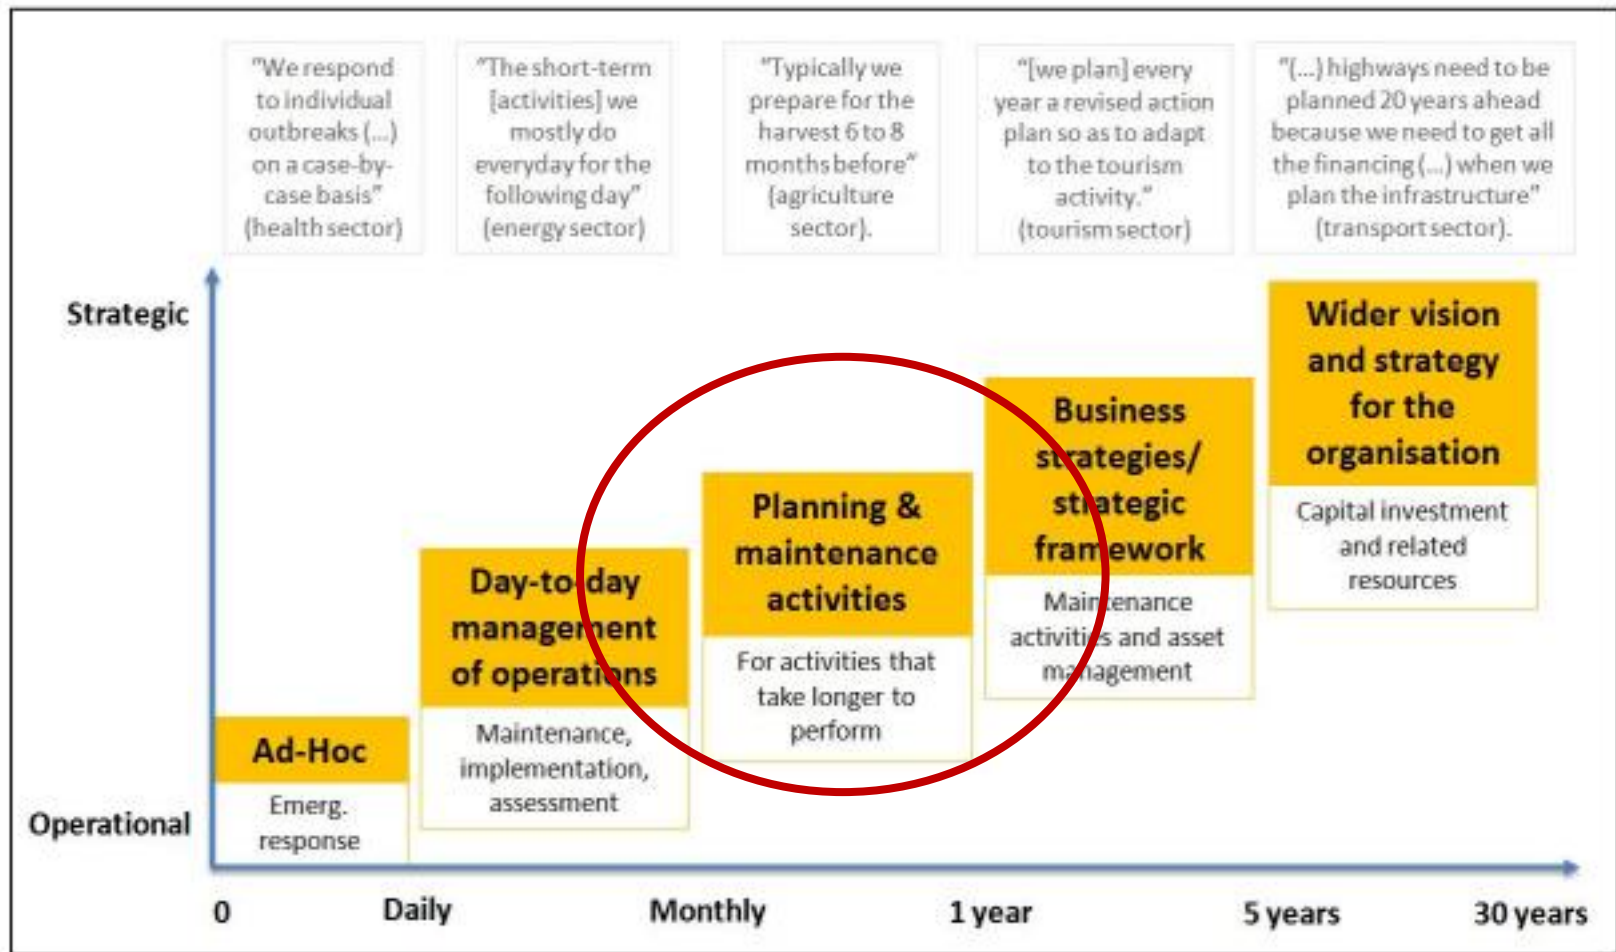 "We respond
to individual
outbreaks (...)
on a case-by-
case basis"
(health sector)
"The short-term
[activities] we
mostly do
everyday for the
following day"
(energy sector)
"Typically we
prepare for the
harvest 6 to 8
months before"
(agriculture
sector).
"[we plan] every
year a revised action
plan so as to adapt
to the tourism
activity."
(tourism sector)
"(...) highways need to be
planned 20 years ahead
because we need to get all
the financing (...) when we
plan the infrastructure"
(transport sector).
Strategic
Operational
Ad-Hoc
Emerg.
response
Day-to-day
management
of operations
Maintenance,
implementation,
assessment
Planning &
maintenance
activities
For activities that
take longer to
perform
Business
strategies/
strategic
framework
Maintenance
activities and asset
management
Wider vision
and strategy
for the
organisation
Capital investment
and related
resources
0 Daily Monthly 1 year 5 years 30 years